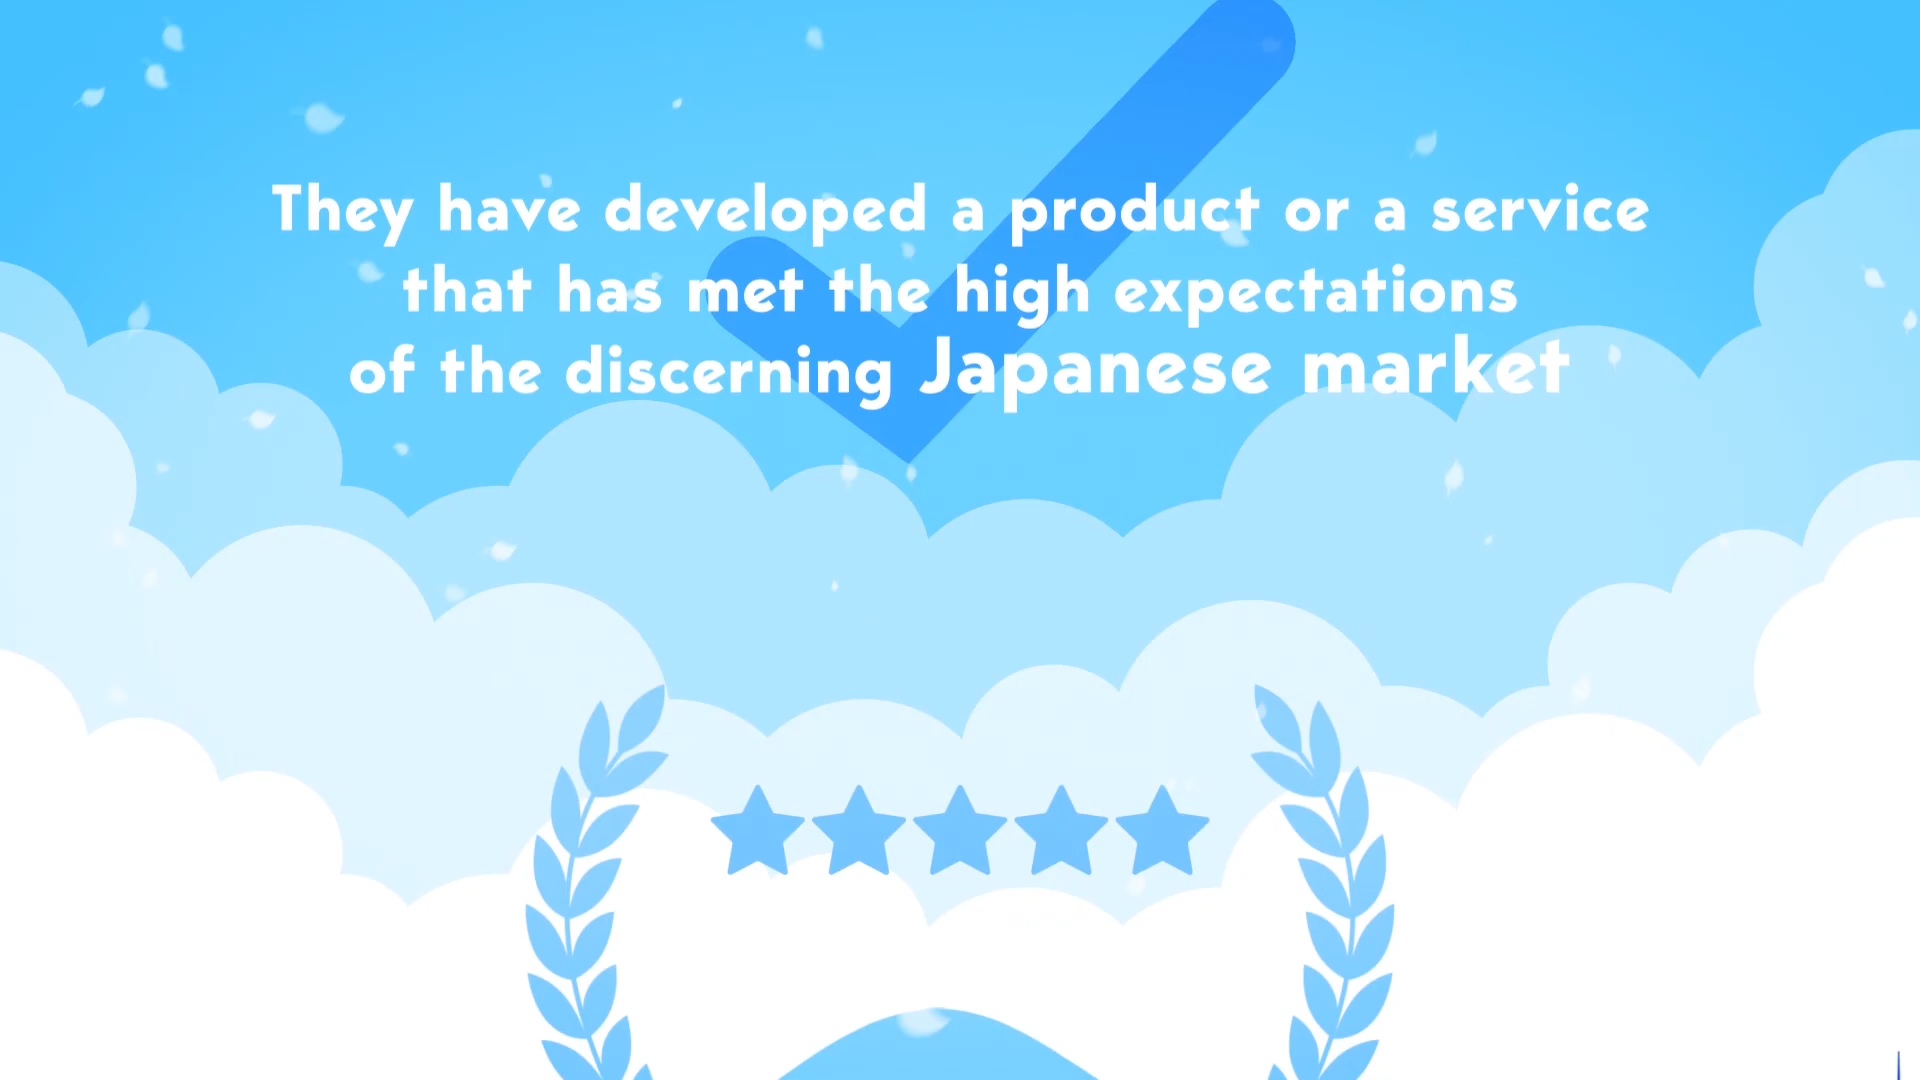 They have developed a product or a service
that has met the high expectations
of the discerning Japanese market